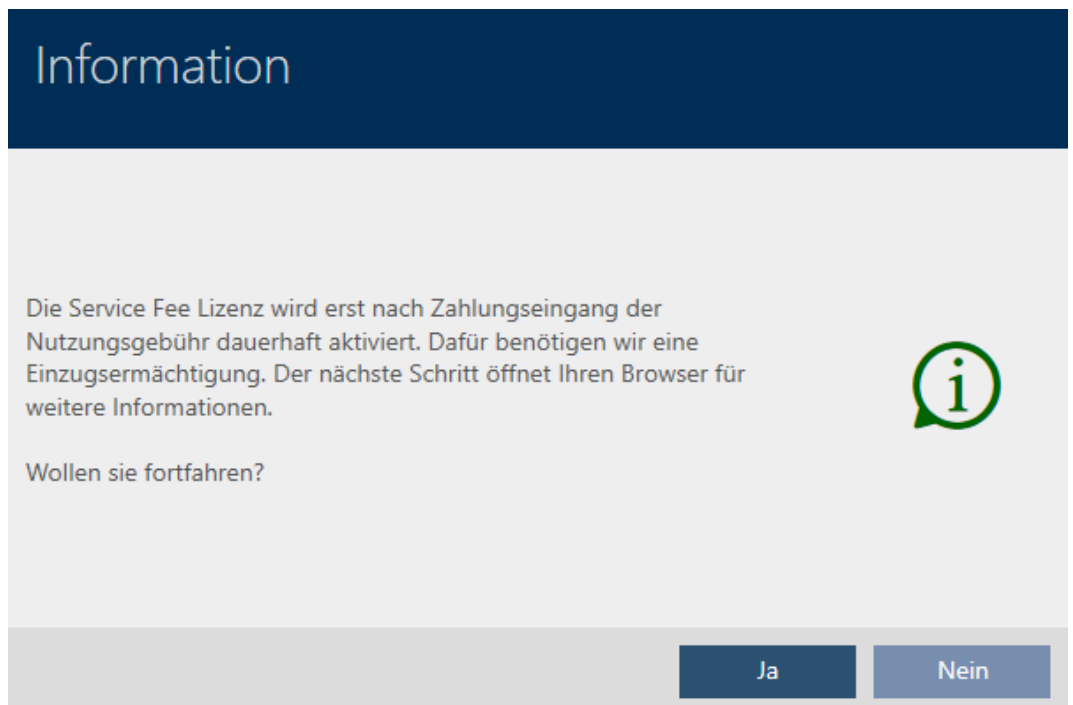 Information
Die Service Fee Lizenz wird erst nach Zahlungseingang der
Nutzungsgebühr dauerhaft aktiviert. Dafür benötigen wir eine
Einzugsermächtigung. Der nächste Schritt öffnet Ihren Browser für
weitere Informationen.
Wollen sie fortfahren?
i
Ja
Nein